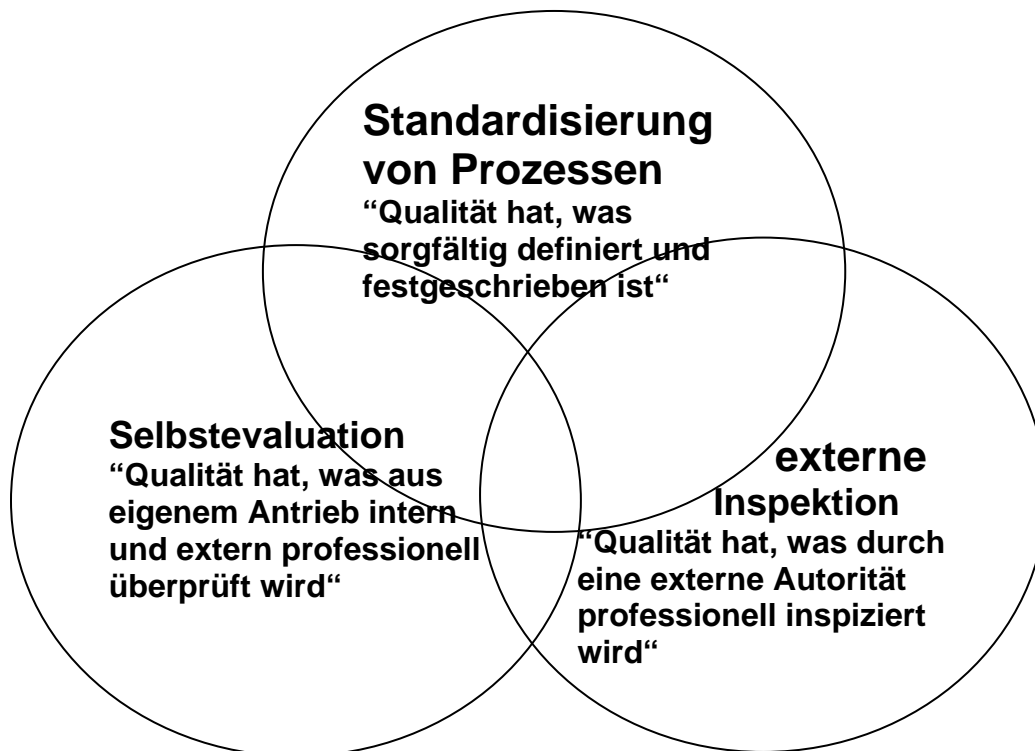 Standardisierung
von Prozessen
“Qualität hat, was
sorgfältig definiert und
festgeschrieben ist“
Selbstevaluation
“Qualität hat, was aus
eigenem Antrieb intern
und extern professionell
überprüft wird“
externe
Inspektion
“Qualität hat, was durch
eine externe Autorität
professionell inspiziert
wird“